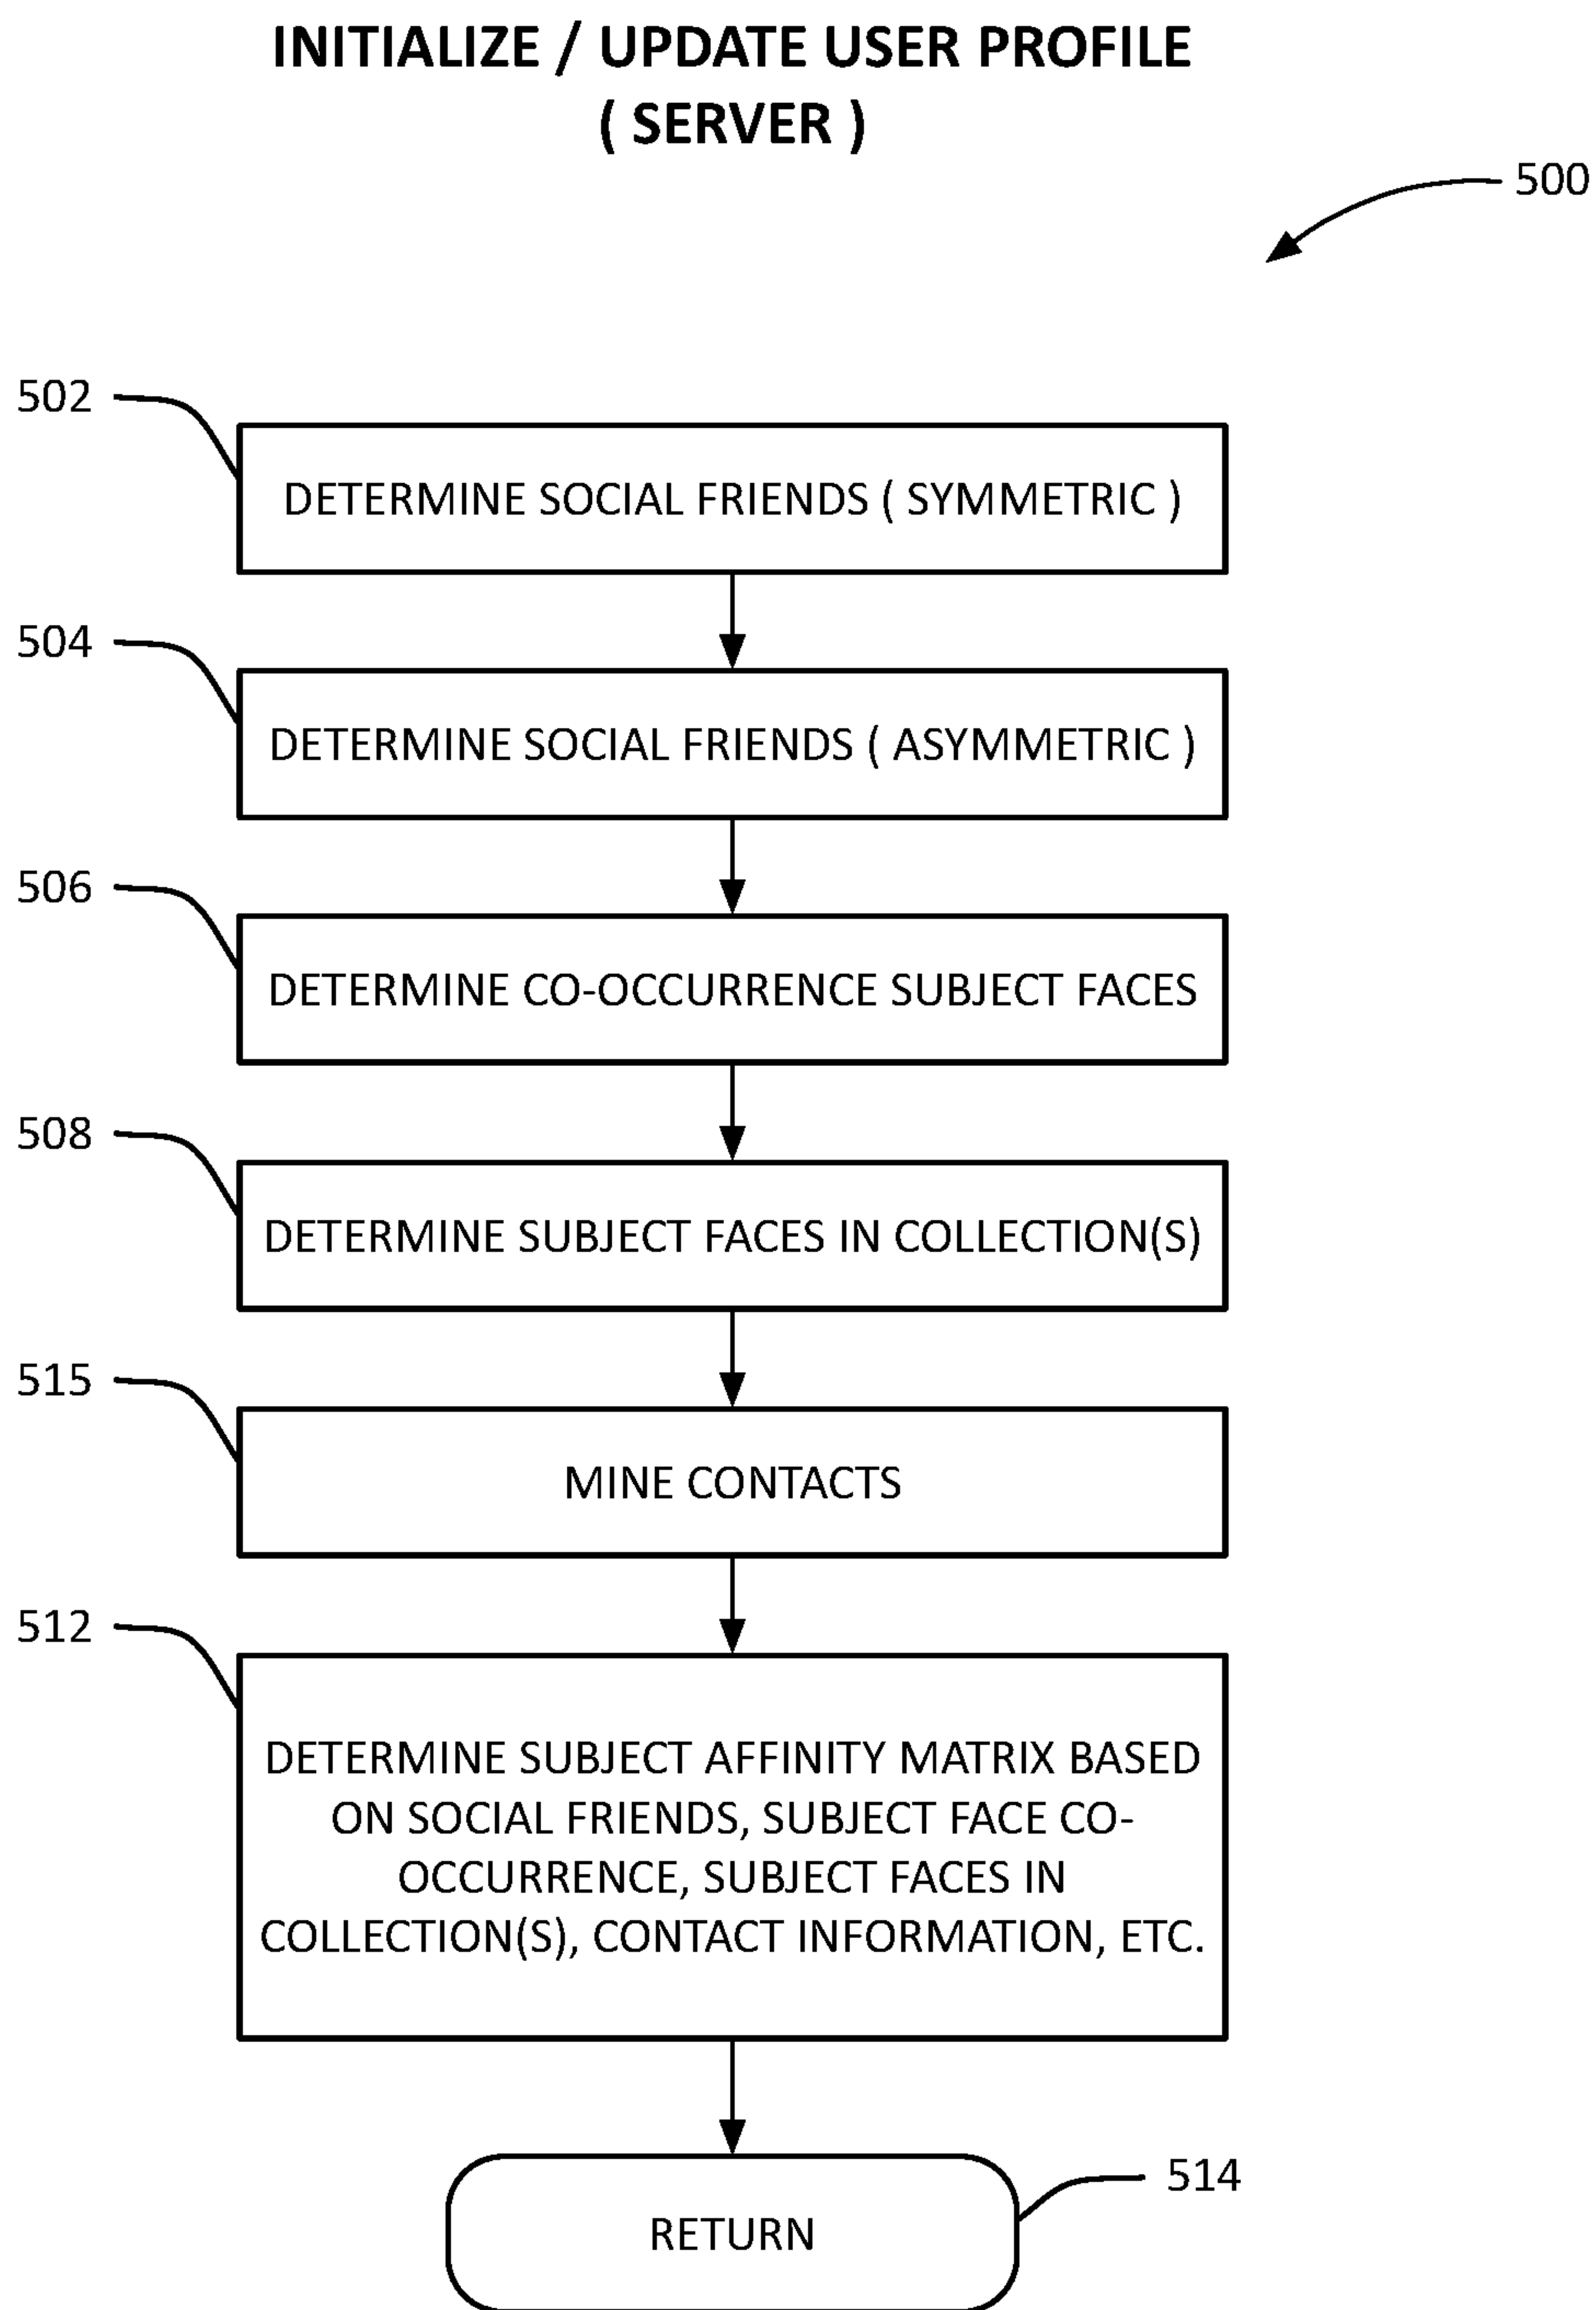 INITIALIZE / UPDATE USER PROFILE
( SERVER )
500
502
DETERMINE SOCIAL FRIENDS ( SYMMETRIC )
504
DETERMINE SOCIAL FRIENDS ( ASYMMETRIC )
506
DETERMINE CO-OCCURRENCE SUBJECT FACES
508
DETERMINE SUBJECT FACES IN COLLECTION(S)
515
MINE CONTACTS
512
DETERMINE SUBJECT AFFINITY MATRIX BASED
ON SOCIAL FRIENDS, SUBJECT FACE CO-
OCCURRENCE, SUBJECT FACES IN
COLLECTION(S), CONTACT INFORMATION, ETC.
514
RETURN